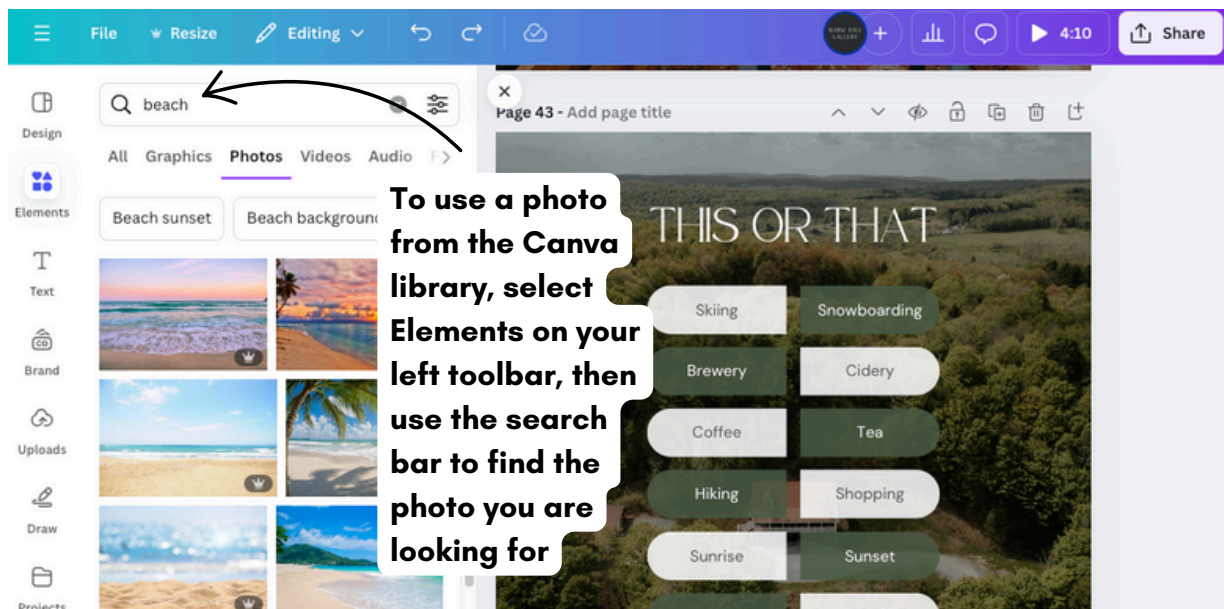 File
Resize
Editing
4:10
Share
beach
All Graphics Photos Videos Audio
Beach sunset
Beach background
Design
Elements
Text
Brand
Uploads
Draw
Projects
To use a photo
from the Canva
library, select
Elements on your
left toolbar, then
use the search
bar to find the
photo you are
looking for
Page 43 - Add page title
THIS OR THAT
Skiing Snowboarding
Brewery Cidery
Coffee Tea
Hiking Shopping
Sunrise Sunset